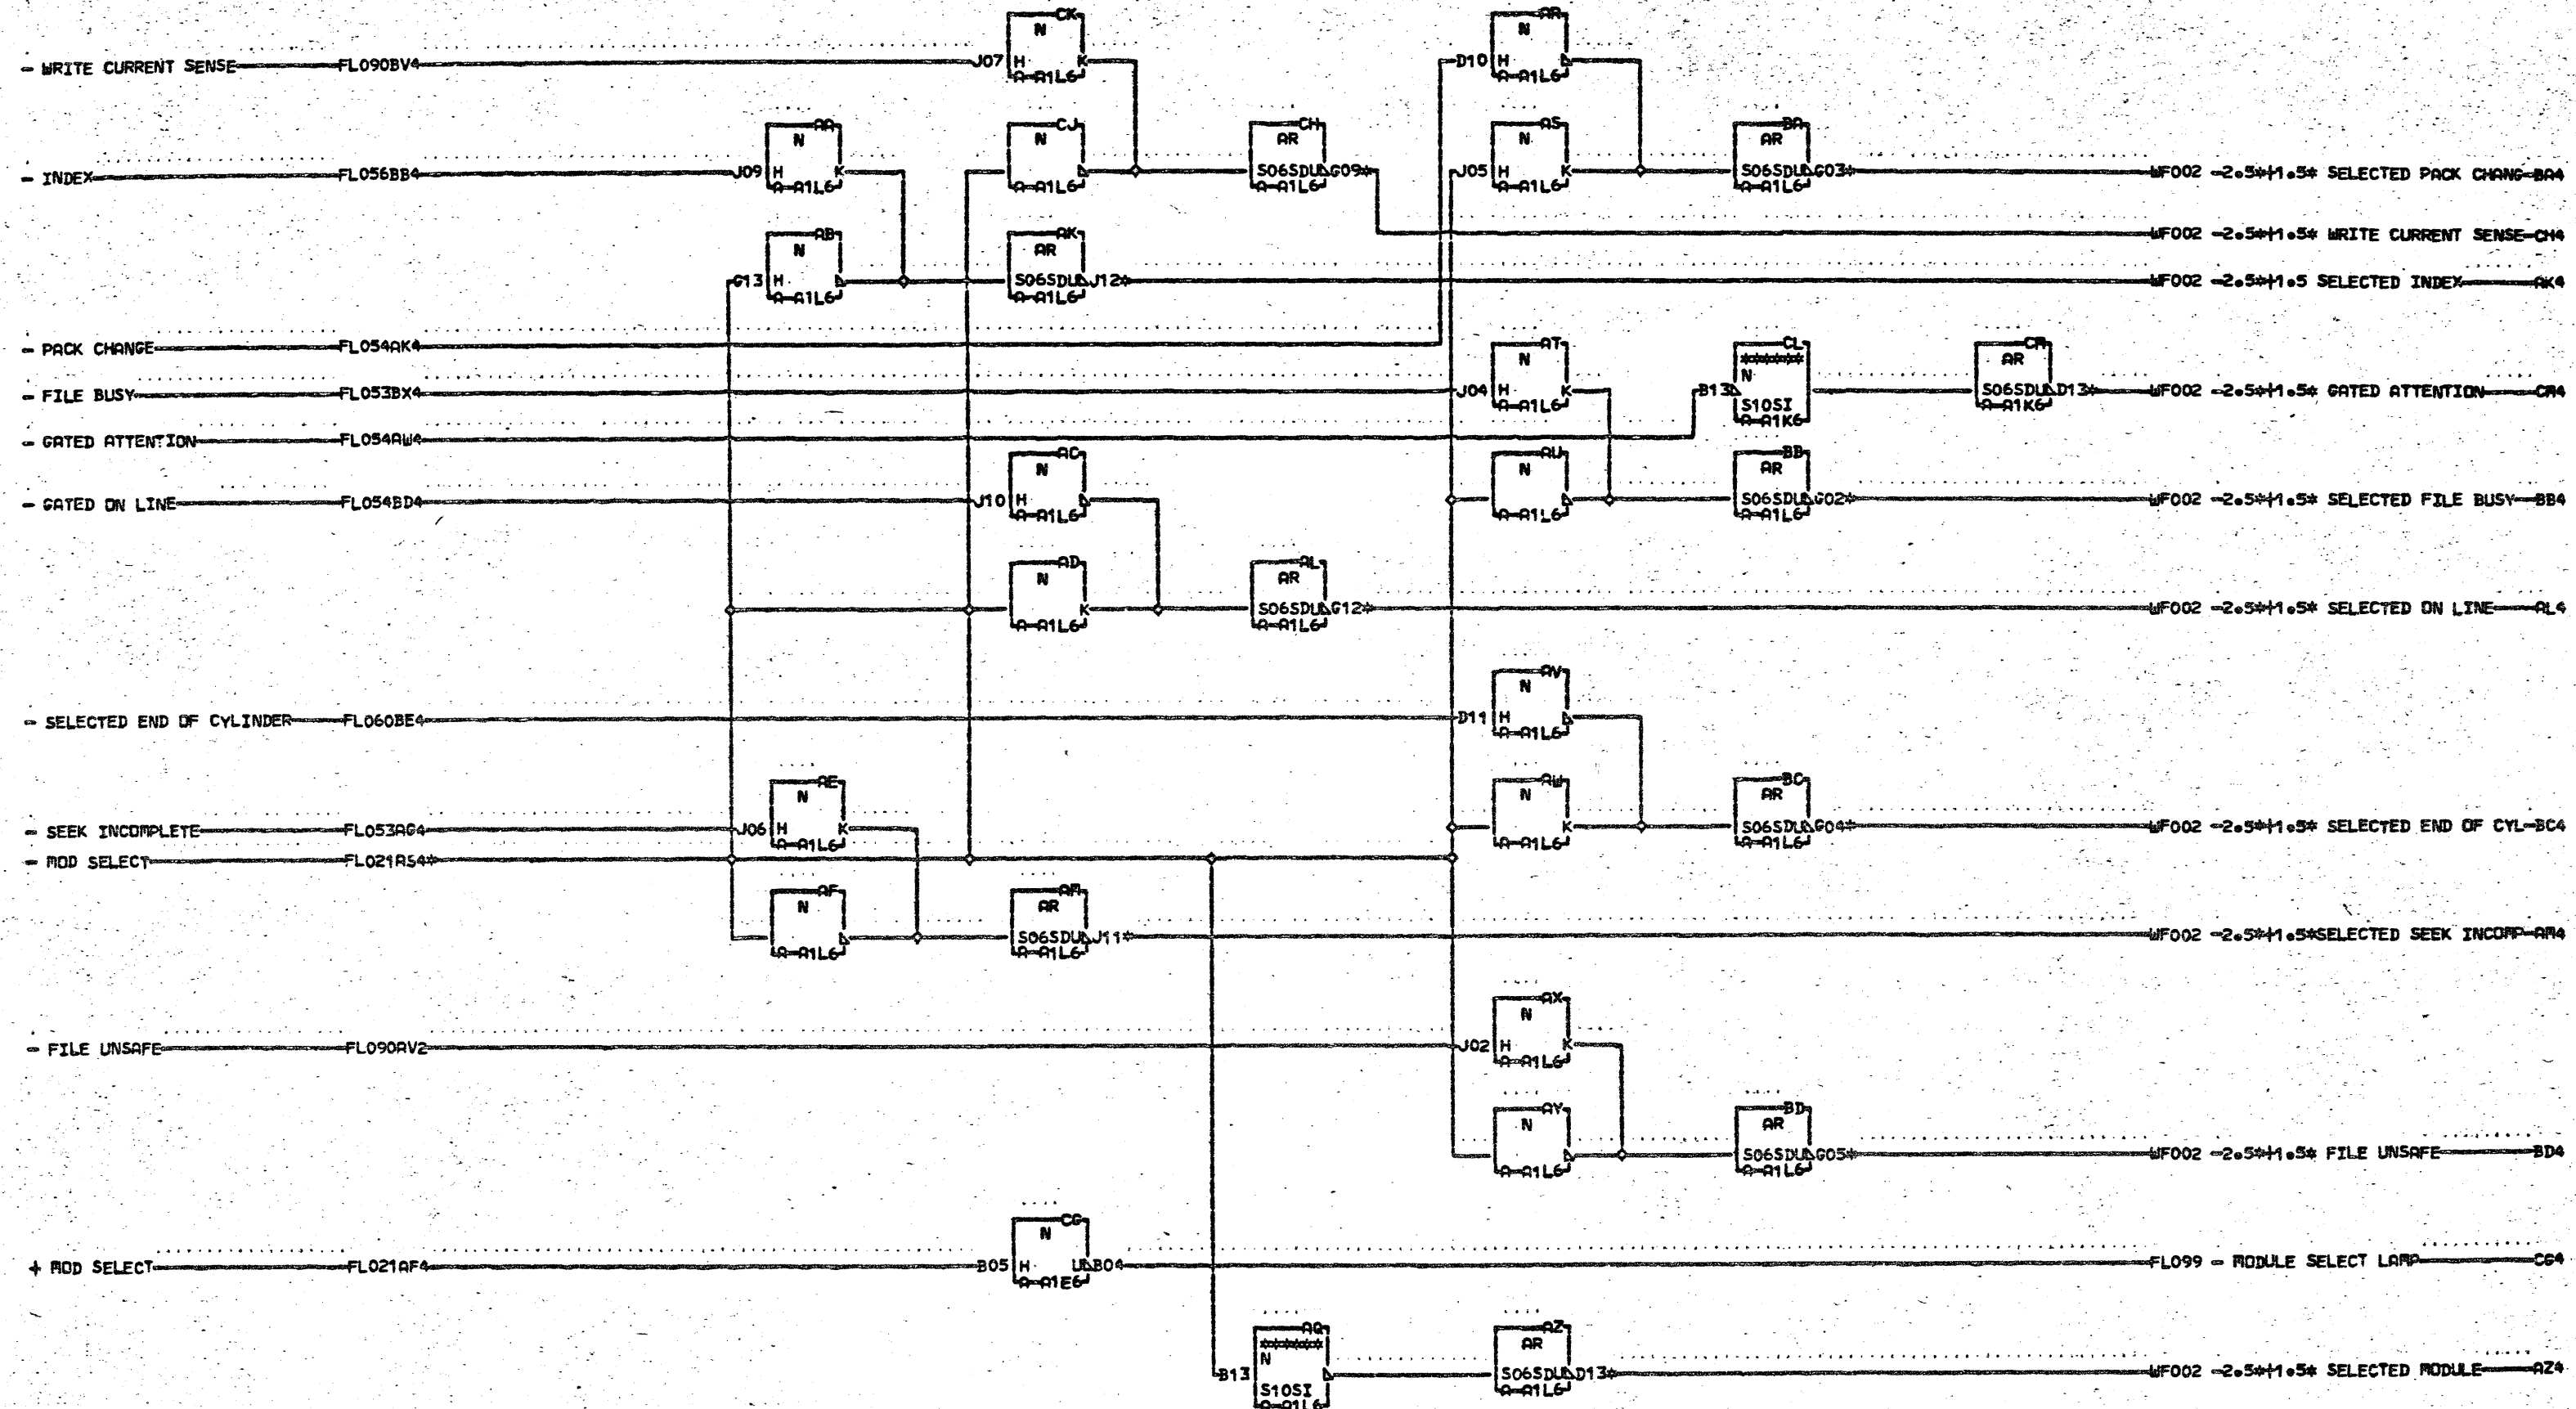 CK
N
- WRITE CURRENT SENSE FL090BV4 J07 H K
A-A1L6
AR
N
D10 H
A-A1L6
AA
N
- INDEX FL056BB4 J09 H K
A-A1L6
CJ
N
A-A1L6
CH
AR
S06SDU G09*
A-A1L6
AS
N
J05 H K
A-A1L6
BA
AR
S06SDU G03*
A-A1L6
WF002 -2.5*+1.5* SELECTED PACK CHANG-BA4
WF002 -2.5*+1.5* WRITE CURRENT SENSE-CH4
AB
N
G13 H
A-A1L6
AK
AR
S06SDU J12*
A-A1L6
WF002 -2.5*+1.5 SELECTED INDEX AK4
- PACK CHANGE FL054AK4
AT
N
- FILE BUSY FL053BX4 J04 H K
A-A1L6
CL
*******
N
B13
S10SI
A-A1K6
CM
AR
S06SDU D13*
A-A1K6
WF002 -2.5*+1.5* GATED ATTENTION CM4
- GATED ATTENTION FL054AW4
AC
N
- GATED ON LINE FL054BD4 J10 H
A-A1L6
AU
N
A-A1L6
BB
AR
S06SDU G02*
A-A1L6
WF002 -2.5*+1.5* SELECTED FILE BUSY BB4
AD
N
K
A-A1L6
AL
AR
S06SDU G12*
A-A1L6
WF002 -2.5*+1.5* SELECTED ON LINE AL4
AV
N
- SELECTED END OF CYLINDER FL060BE4 D11 H
A-A1L6
AE
N
- SEEK INCOMPLETE FL053AG4 J06 H K
A-A1L6
AW
N
K
A-A1L6
BC
AR
S06SDU G04*
A-A1L6
WF002 -2.5*+1.5* SELECTED END OF CYL-BC4
- MOD SELECT FL021AS4*
AF
N
A-A1L6
AM
AR
S06SDU J11*
A-A1L6
WF002 -2.5*+1.5*SELECTED SEEK INCOMP-AM4
AX
N
- FILE UNSAFE FL090AV2 J02 H K
A-A1L6
AY
N
A-A1L6
BD
AR
S06SDU G05*
A-A1L6
WF002 -2.5*+1.5* FILE UNSAFE BD4
CG
N
+ MOD SELECT FL021AF4 B05 H U B04
A-A1E6
FL099 - MODULE SELECT LAMP CG4
AQ
*******
N
B13
S10SI
A-A1L6
AZ
AR
S06SDU D13*
A-A1L6
WF002 -2.5*+1.5* SELECTED MODULE AZ4